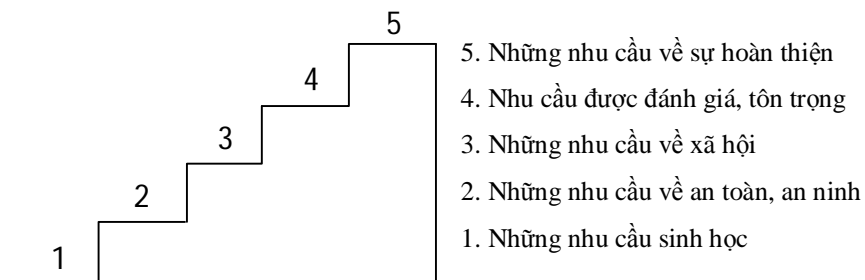 5
5. Những nhu cầu về sự hoàn thiện
4
4. Nhu cầu được đánh giá, tôn trọng
3
3. Những nhu cầu về xã hội
2
2. Những nhu cầu về an toàn, an ninh
1
1. Những nhu cầu sinh học